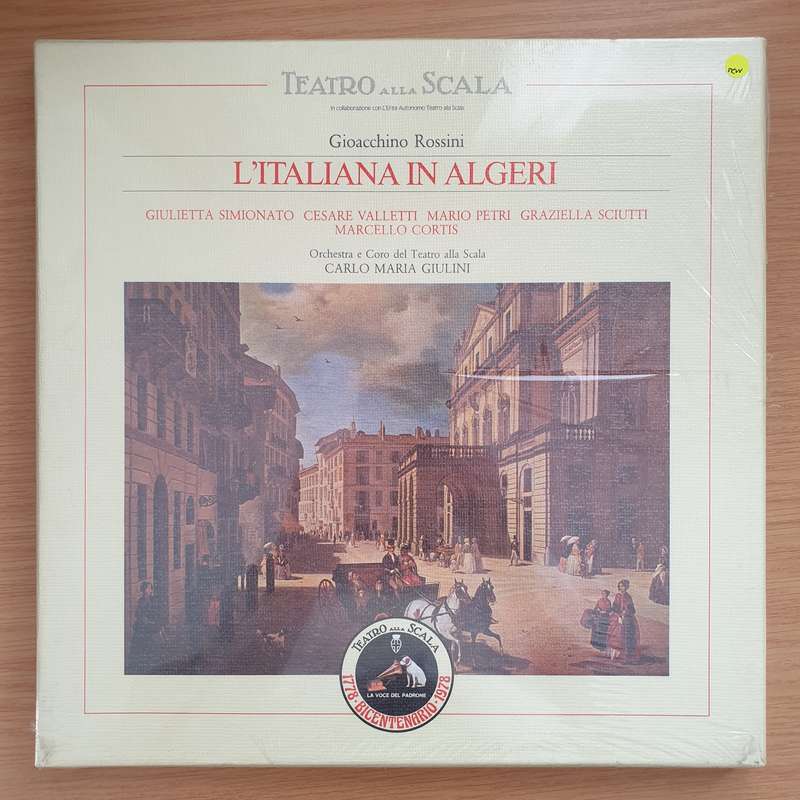 TEATRO ALLA SCALA
in collaborazione con L'Ente Autonomo Teatro alla Scala
Gioacchino Rossini
L'ITALIANA IN ALGERI
GIULIETTA SIMIONATO CESARE VALLETTI MARIO PETRI GRAZIELLA SCIUTTI
MARCELLO CORTIS
Orchestra e Coro del Teatro alla Scala
CARLO MARIA GIULINI
TEATRO ALLA SCALA
LA VOCE DEL PADRONE
1778·BICENTENARIO·1978